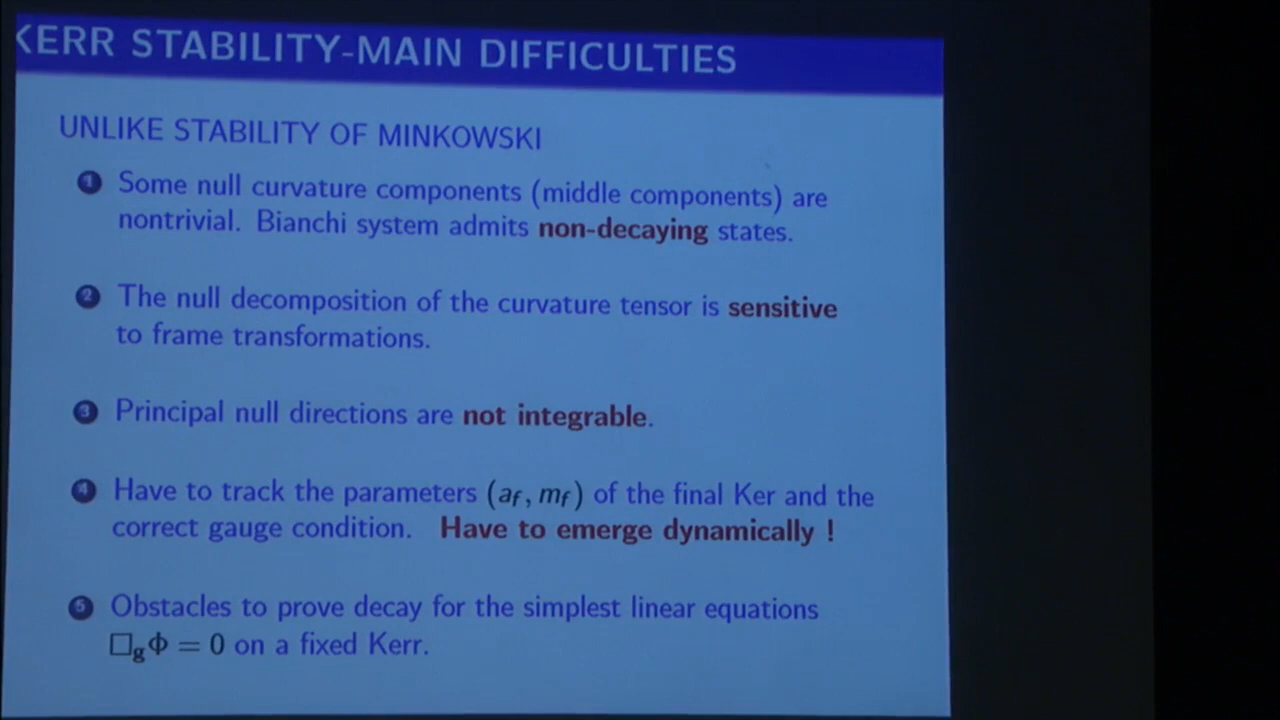 KERR STABILITY-MAIN DIFFICULTIES
UNLIKE STABILITY OF MINKOWSKI
1 Some null curvature components (middle components) are
nontrivial. Bianchi system admits non-decaying states.
2 The null decomposition of the curvature tensor is sensitive
to frame transformations.
3 Principal null directions are not integrable.
4 Have to track the parameters (a_f, m_f) of the final Ker and the
correct gauge condition. Have to emerge dynamically !
5 Obstacles to prove decay for the simplest linear equations
□_gΦ = 0 on a fixed Kerr.